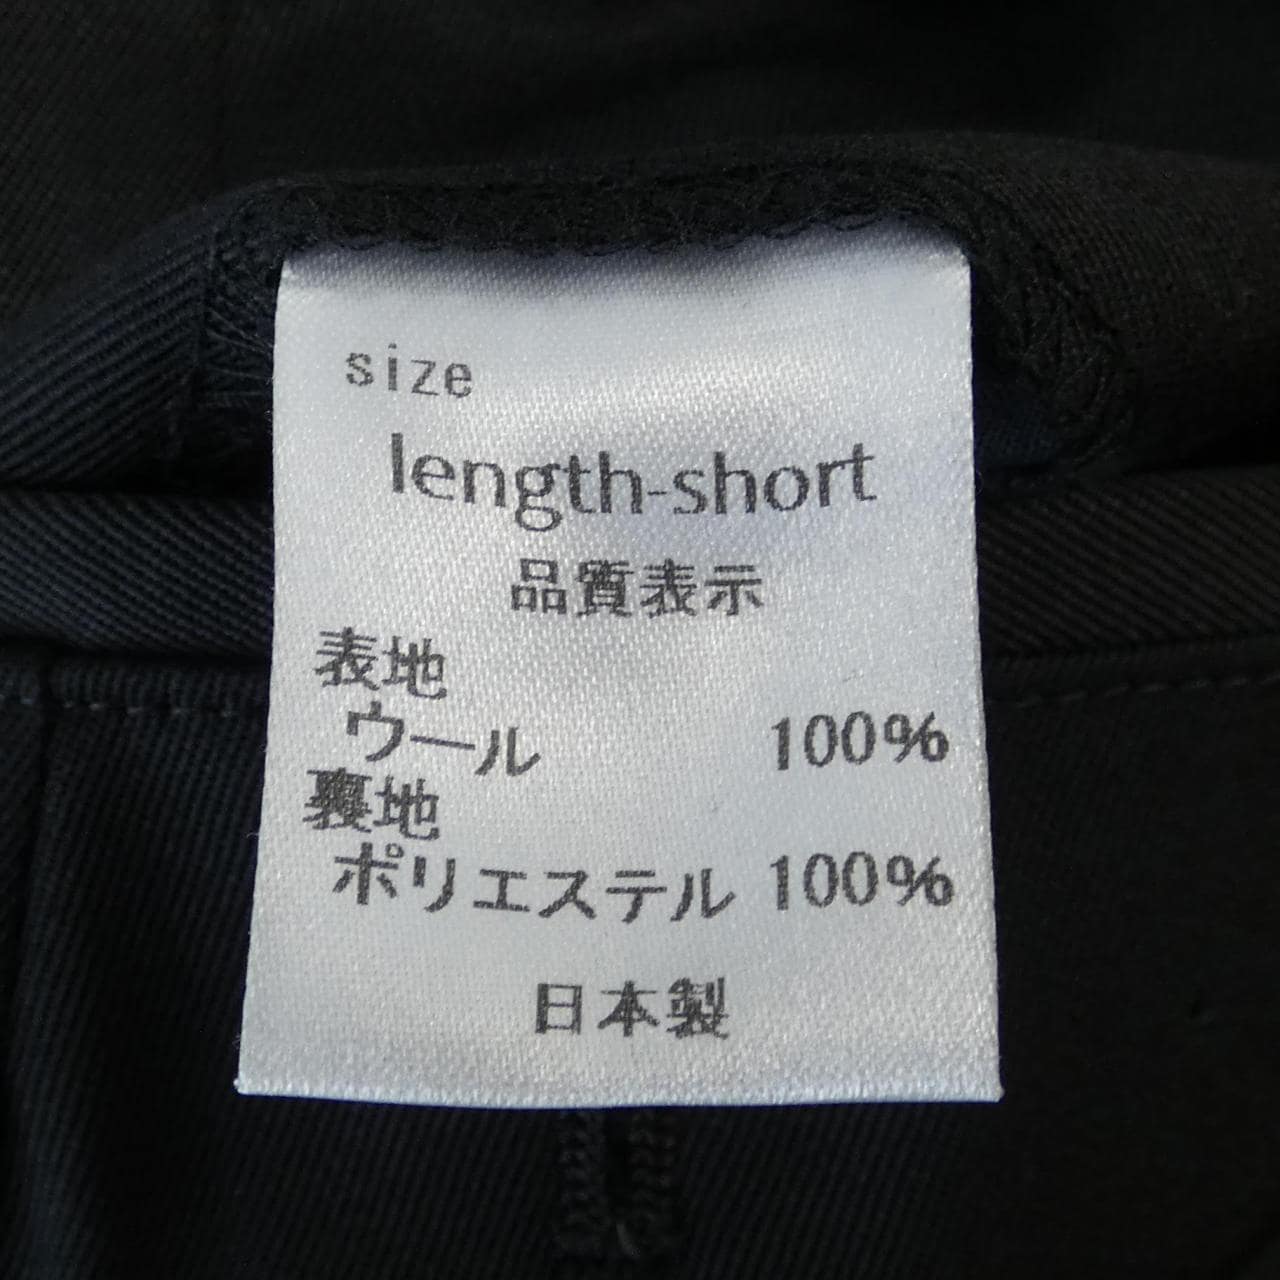 size
length-short
品質表示
表地
ウール 100%
裏地
ポリエステル 100%
日本製